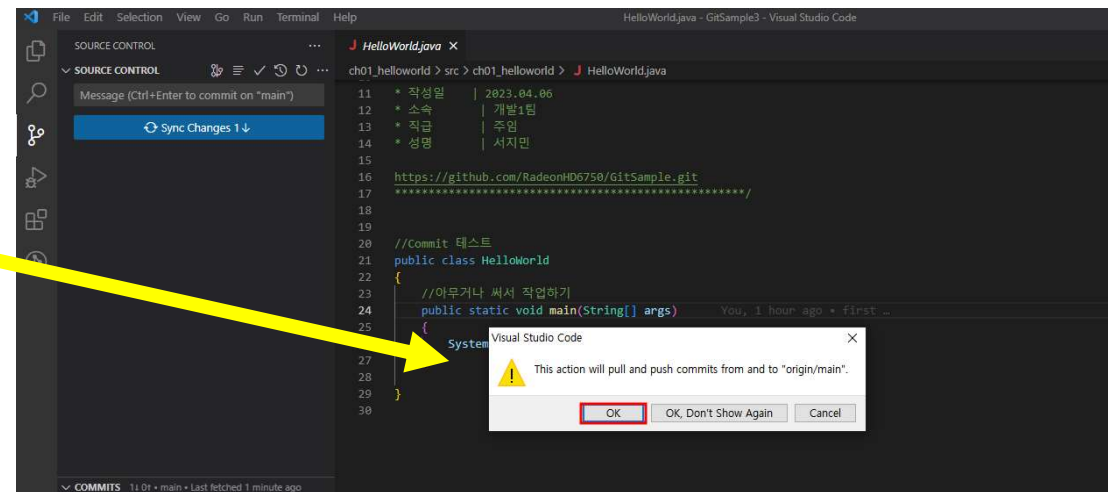 File Edit Selection View Go Run Terminal Help
HelloWorld.java - GitSample3 - Visual Studio Code
SOURCE CONTROL
SOURCE CONTROL
Message (Ctrl+Enter to commit on "main")
Sync Changes 1↓
COMMITS 1↓ 0↑ • main • Last fetched 1 minute ago
J HelloWorld.java ×
ch01_helloworld > src > ch01_helloworld > J HelloWorld.java
11 * 작성일 | 2023.04.06
12 * 소속 | 개발1팀
13 * 직급 | 주임
14 * 성명 | 서지민
15
16 https://github.com/RadeonHD6750/GitSample.git
17 ****************************************************/
18
19
20 //Commit 테스트
21 public class HelloWorld
22 {
23 //아무거나 써서 작업하기
24 public static void main(String[] args) You, 1 hour ago • first …
25 {
System
27
28
29 }
30
Visual Studio Code
This action will pull and push commits from and to "origin/main".
OK
OK, Don't Show Again
Cancel